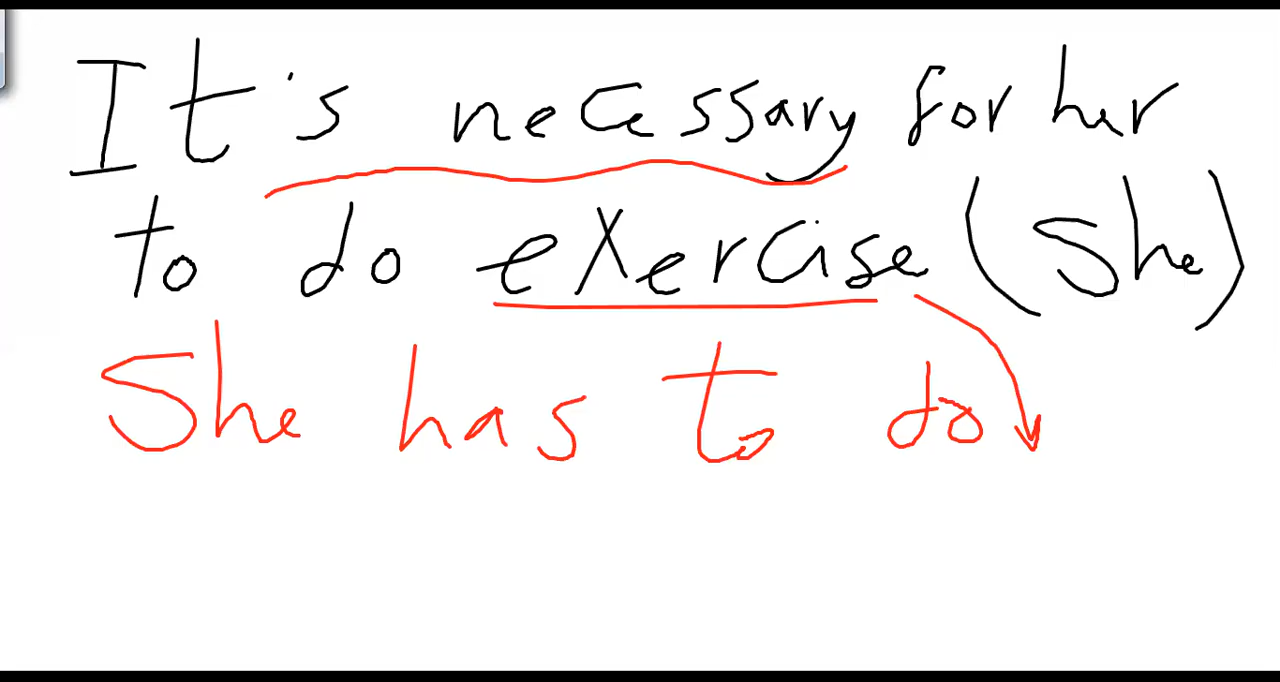 It's necessary for her
to do exercise (She)
She has to do